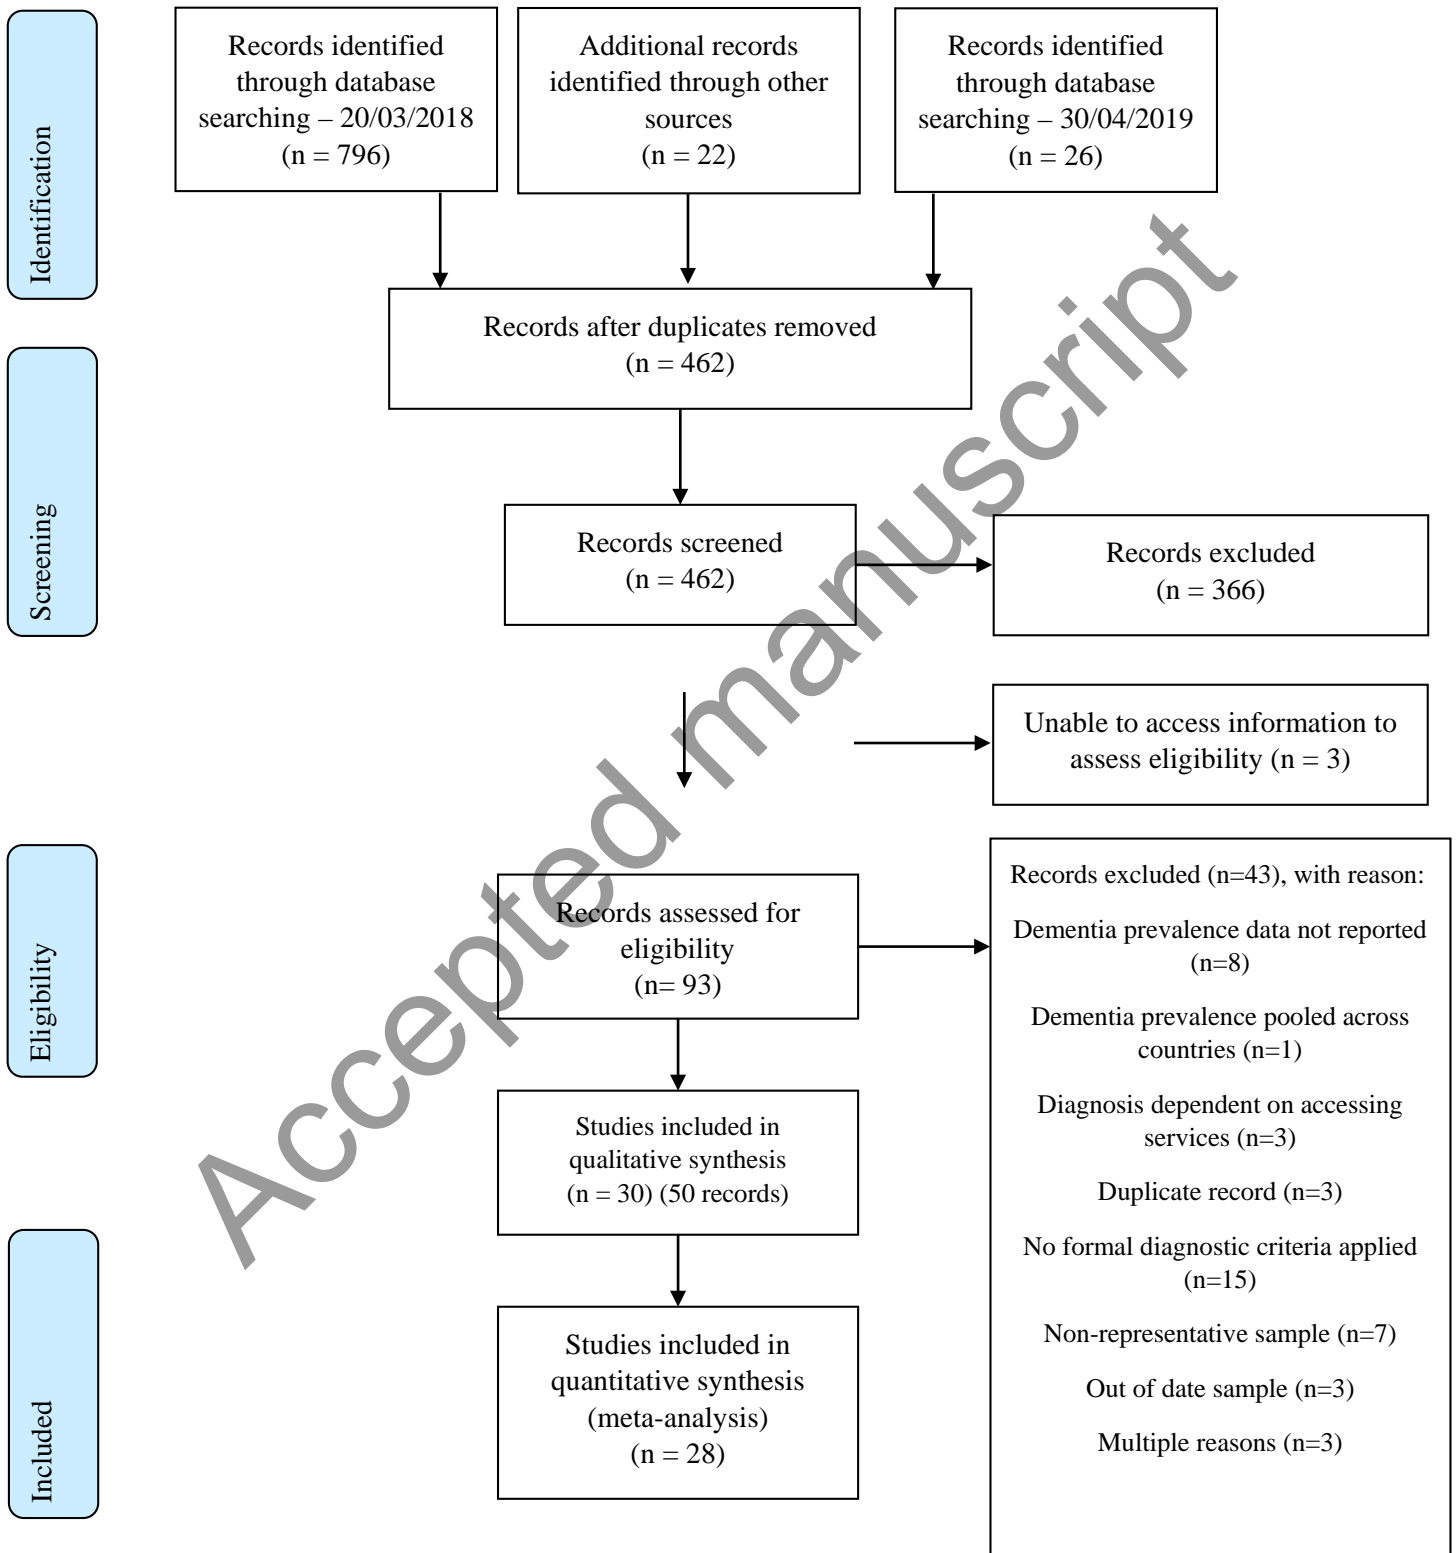 Identification
Records identified
through database
searching – 20/03/2018
(n = 796)
Additional records
identified through other
sources
(n = 22)
Records identified
through database
searching – 30/04/2019
(n = 26)
Records after duplicates removed
(n = 462)
Screening
Records screened
(n = 462)
Records excluded
(n = 366)
Unable to access information to
assess eligibility (n = 3)
Eligibility
Records assessed for
eligibility
(n= 93)
Records excluded (n=43), with reason:
Dementia prevalence data not reported
(n=8)
Dementia prevalence pooled across
countries (n=1)
Diagnosis dependent on accessing
services (n=3)
Duplicate record (n=3)
No formal diagnostic criteria applied
(n=15)
Non-representative sample (n=7)
Out of date sample (n=3)
Multiple reasons (n=3)
Studies included in
qualitative synthesis
(n = 30) (50 records)
Included
Studies included in
quantitative synthesis
(meta-analysis)
(n = 28)
Accepted manuscript